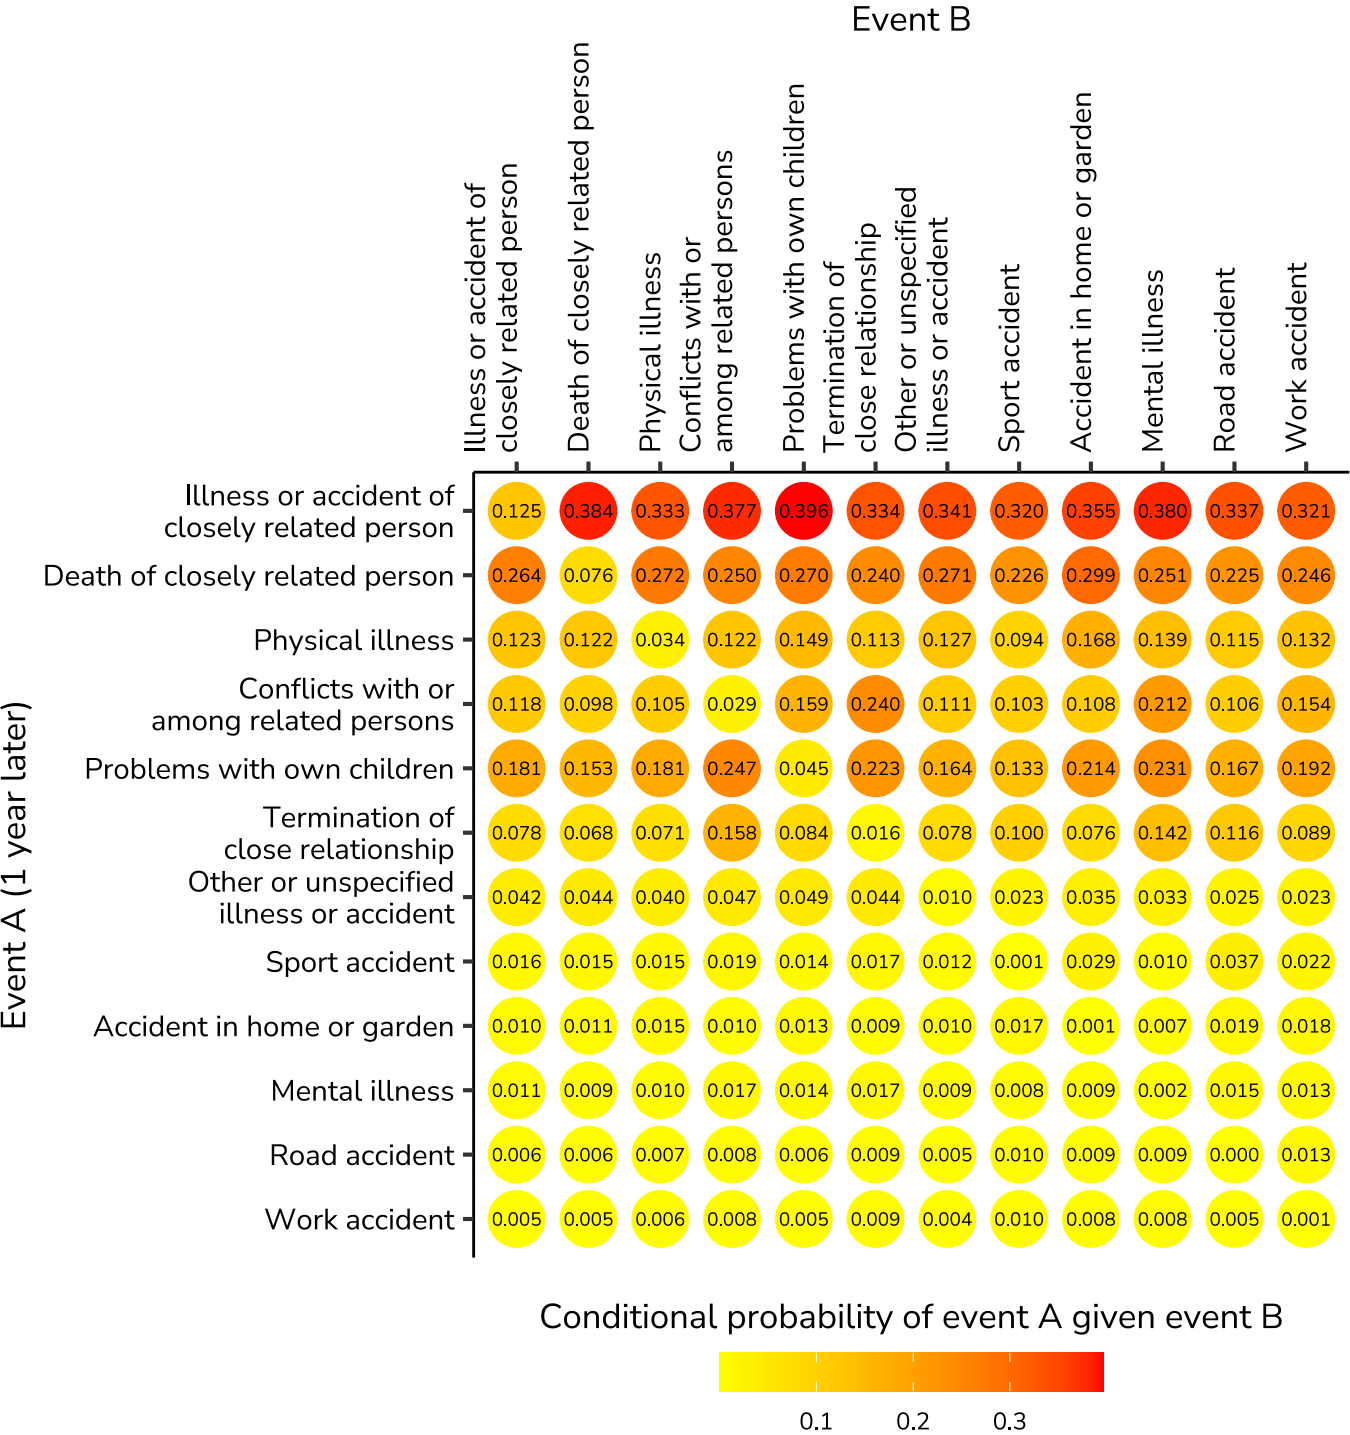 Event B
Illness or accident of
closely related person
Death of closely related person
Physical illness
Conflicts with or
among related persons
Problems with own children
Termination of
close relationship
Other or unspecified
illness or accident
Sport accident
Accident in home or garden
Mental illness
Road accident
Work accident
Event A (1 year later)
Illness or accident of
closely related person
0.125 0.384 0.333 0.377 0.396 0.334 0.341 0.320 0.355 0.380 0.337 0.321
Death of closely related person 0.264 0.076 0.272 0.250 0.270 0.240 0.271 0.226 0.299 0.251 0.225 0.246
Physical illness 0.123 0.122 0.034 0.122 0.149 0.113 0.127 0.094 0.168 0.139 0.115 0.132
Conflicts with or
among related persons
0.118 0.098 0.105 0.029 0.159 0.240 0.111 0.103 0.108 0.212 0.106 0.154
Problems with own children 0.181 0.153 0.181 0.247 0.045 0.223 0.164 0.133 0.214 0.231 0.167 0.192
Termination of
close relationship
0.078 0.068 0.071 0.158 0.084 0.016 0.078 0.100 0.076 0.142 0.116 0.089
Other or unspecified
illness or accident
0.042 0.044 0.040 0.047 0.049 0.044 0.010 0.023 0.035 0.033 0.025 0.023
Sport accident 0.016 0.015 0.015 0.019 0.014 0.017 0.012 0.001 0.029 0.010 0.037 0.022
Accident in home or garden 0.010 0.011 0.015 0.010 0.013 0.009 0.010 0.017 0.001 0.007 0.019 0.018
Mental illness 0.011 0.009 0.010 0.017 0.014 0.017 0.009 0.008 0.009 0.002 0.015 0.013
Road accident 0.006 0.006 0.007 0.008 0.006 0.009 0.005 0.010 0.009 0.009 0.000 0.013
Work accident 0.005 0.005 0.006 0.008 0.005 0.009 0.004 0.010 0.008 0.008 0.005 0.001
Conditional probability of event A given event B
0.1 0.2 0.3